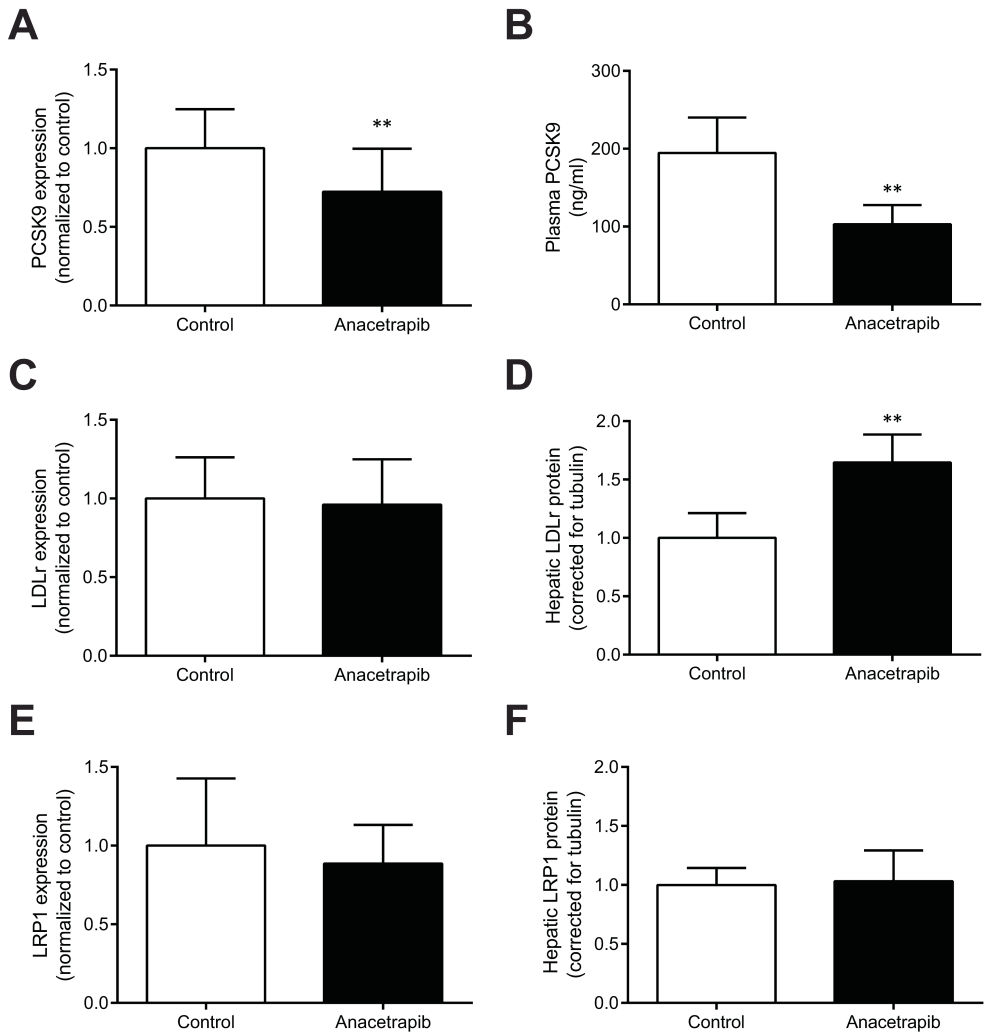 A
PCSK9 expression
(normalized to control)
1.5
1.0
0.5
0.0
**
Control
Anacetrapib
B
Plasma PCSK9
(ng/ml)
300
200
100
0
**
Control
Anacetrapib
C
LDLr expression
(normalized to control)
1.5
1.0
0.5
0.0
Control
Anacetrapib
D
Hepatic LDLr protein
(corrected for tubulin)
2.0
1.5
1.0
0.5
0.0
**
Control
Anacetrapib
E
LRP1 expression
(normalized to control)
1.5
1.0
0.5
0.0
Control
Anacetrapib
F
Hepatic LRP1 protein
(corrected for tubulin)
2.0
1.5
1.0
0.5
0.0
Control
Anacetrapib